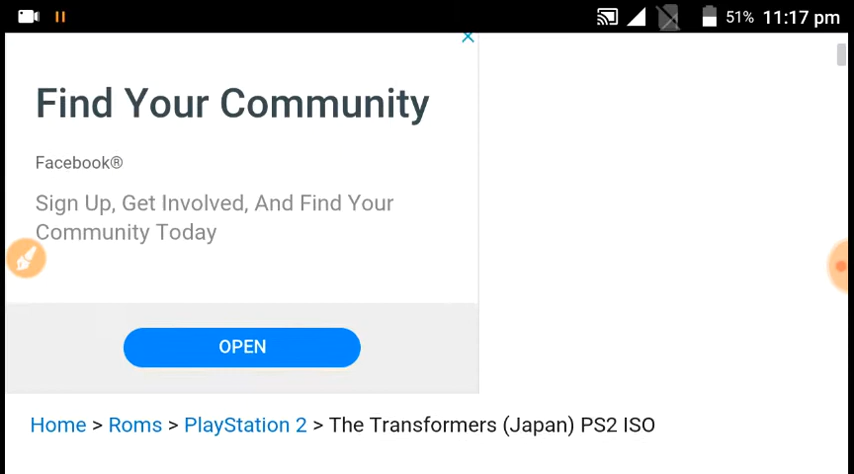 51% 11:17 pm
Find Your Community
Facebook®
Sign Up, Get Involved, And Find Your
Community Today
OPEN
Home > Roms > PlayStation 2 > The Transformers (Japan) PS2 ISO